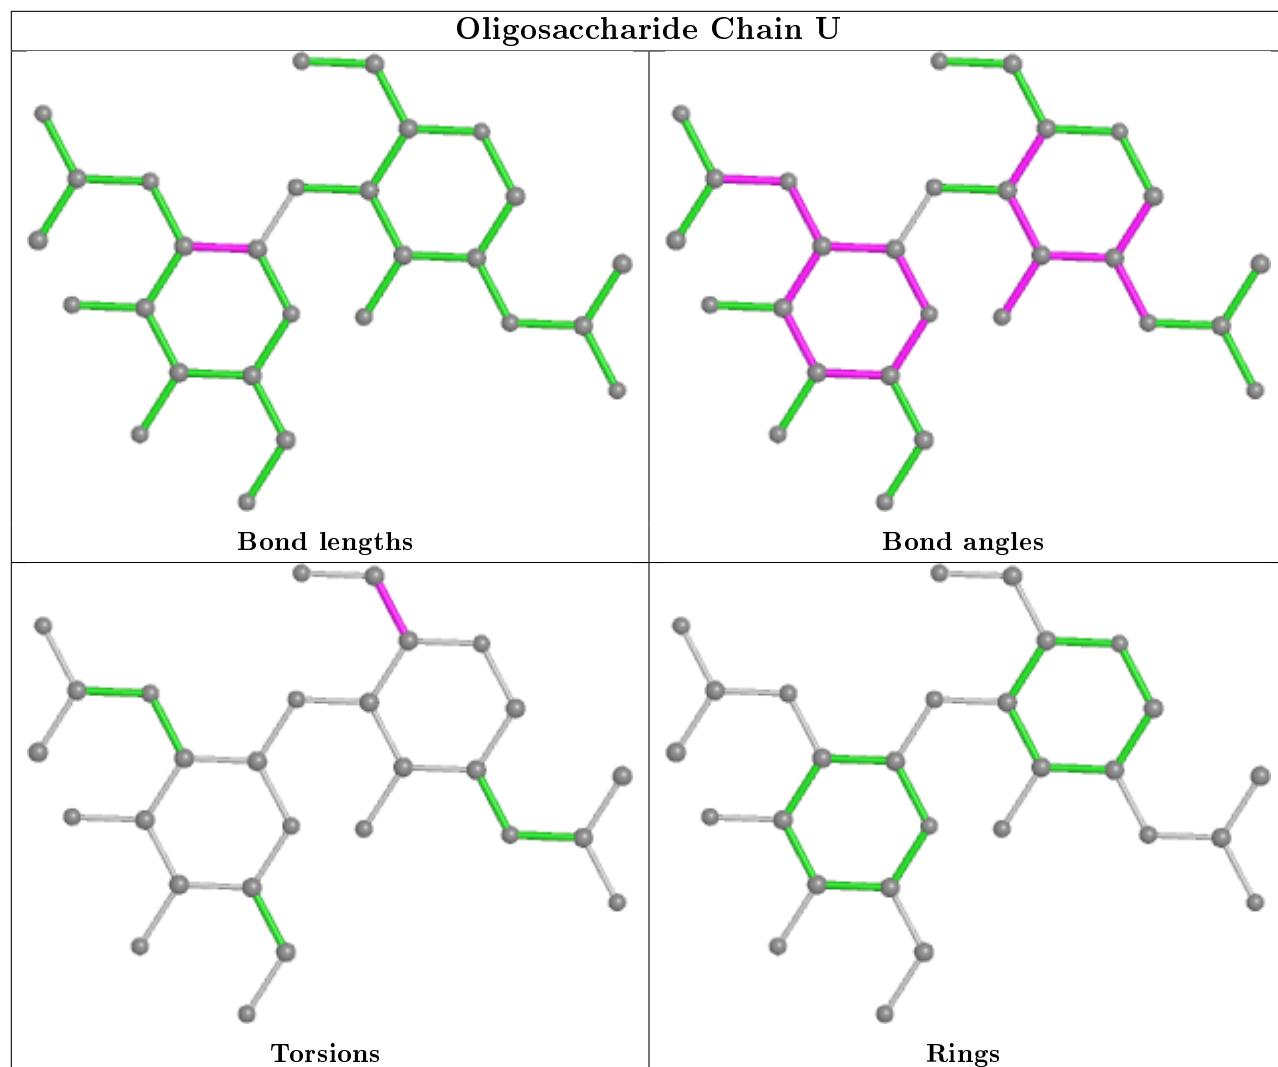 Oligosaccharide Chain U
Bond lengths
Bond angles
Torsions
Rings